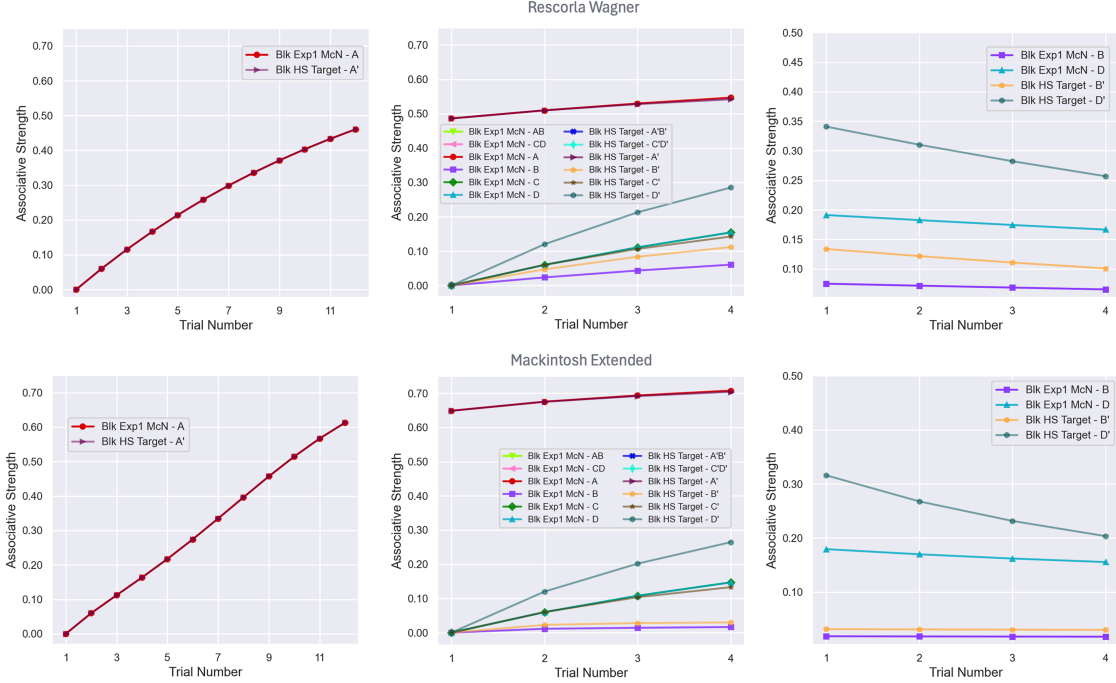 Rescorla Wagner
0.70
0.60
0.50
0.40
0.30
0.20
0.10
0.00
Associative Strength
Blk Exp1 McN - A
Blk HS Target - A'
1 3 5 7 9 11
Trial Number
0.70
0.60
0.50
0.40
0.30
0.20
0.10
0.00
Associative Strength
Blk Exp1 McN - AB Blk HS Target - A'B'
Blk Exp1 McN - CD Blk HS Target - C'D'
Blk Exp1 McN - A Blk HS Target - A'
Blk Exp1 McN - B Blk HS Target - B'
Blk Exp1 McN - C Blk HS Target - C'
Blk Exp1 McN - D Blk HS Target - D'
1 2 3 4
Trial Number
0.50
0.45
0.40
0.35
0.30
0.25
0.20
0.15
0.10
Associative Strength
Blk Exp1 McN - B
Blk Exp1 McN - D
Blk HS Target - B'
Blk HS Target - D'
1 2 3 4
Trial Number
Mackintosh Extended
0.70
0.60
0.50
0.40
0.30
0.20
0.10
0.00
Associative Strength
Blk Exp1 McN - A
Blk HS Target - A'
1 3 5 7 9 11
Trial Number
0.70
0.60
0.50
0.40
0.30
0.20
0.10
0.00
Associative Strength
Blk Exp1 McN - AB Blk HS Target - A'B'
Blk Exp1 McN - CD Blk HS Target - C'D'
Blk Exp1 McN - A Blk HS Target - A'
Blk Exp1 McN - B Blk HS Target - B'
Blk Exp1 McN - C Blk HS Target - C'
Blk Exp1 McN - D Blk HS Target - D'
1 2 3 4
Trial Number
0.50
0.40
0.30
0.20
0.10
Associative Strength
Blk Exp1 McN - B
Blk Exp1 McN - D
Blk HS Target - B'
Blk HS Target - D'
1 2 3 4
Trial Number